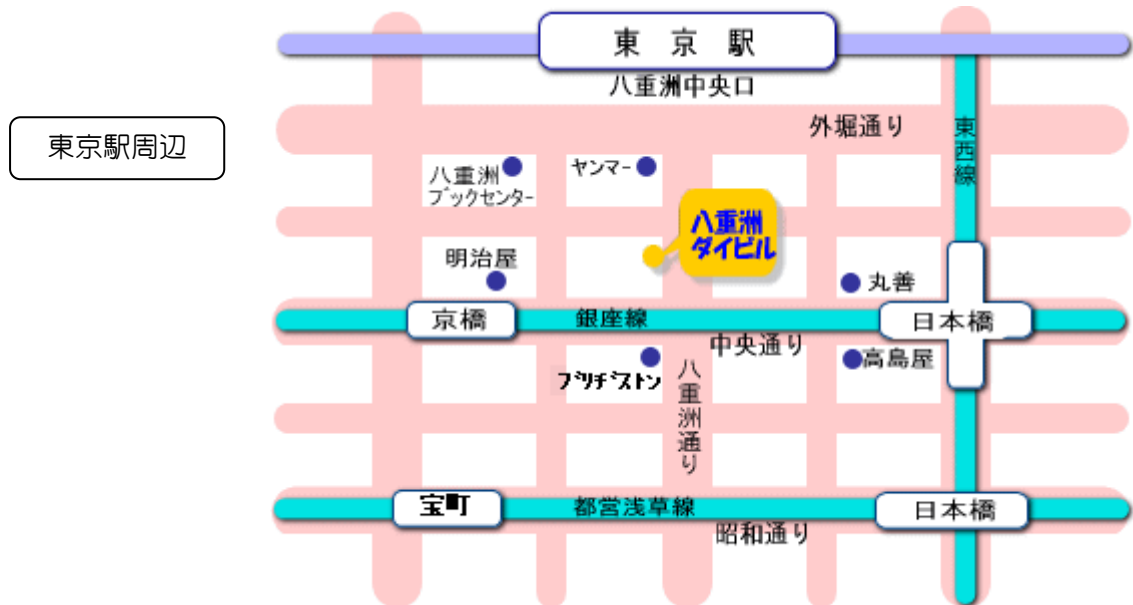 東京駅
八重洲中央口
外堀通り
東西線
東京駅周辺
八重洲
ブックセンター
ヤンマー
八重洲
ダイビル
明治屋
丸善
京橋
銀座線
日本橋
中央通り
ブリヂストン
高島屋
八重洲通り
宝町
都営浅草線
日本橋
昭和通り